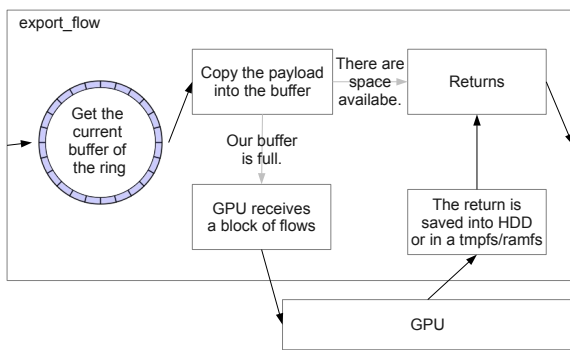 export_flow
Get the
current
buffer of
the ring
Copy the payload
into the buffer
There are
space
availabe.
Returns
Our buffer
is full.
GPU receives
a block of flows
The return is
saved into HDD
or in a tmpfs/ramfs
GPU